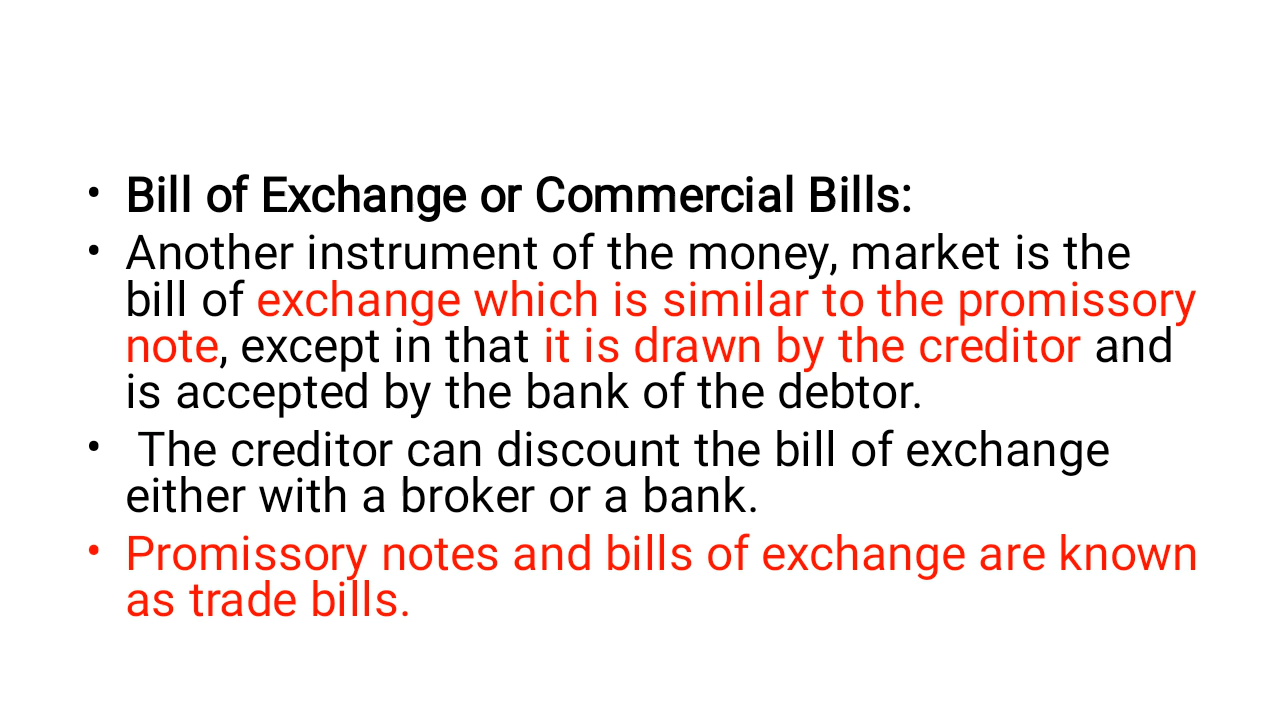 • Bill of Exchange or Commercial Bills:
• Another instrument of the money, market is the
bill of exchange which is similar to the promissory
note, except in that it is drawn by the creditor and
is accepted by the bank of the debtor.
• The creditor can discount the bill of exchange
either with a broker or a bank.
• Promissory notes and bills of exchange are known
as trade bills.